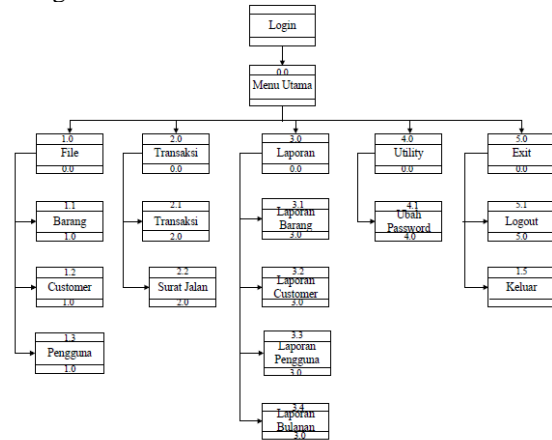 Login
0.0
Menu Utama
1.0
File
0.0
2.0
Transaksi
0.0
3.0
Laporan
0.0
4.0
Utility
0.0
5.0
Exit
0.0
1.1
Barang
1.0
2.1
Transaksi
2.0
3.1
Laporan
Barang
3.0
4.1
Ubah
Password
4.0
5.1
Logout
5.0
1.2
Customer
1.0
2.2
Surat Jalan
2.0
3.2
Laporan
Customer
3.0
1.5
Keluar
1.3
Pengguna
1.0
3.3
Laporan
Pengguna
3.0
3.4
Laporan
Bulanan
3.0